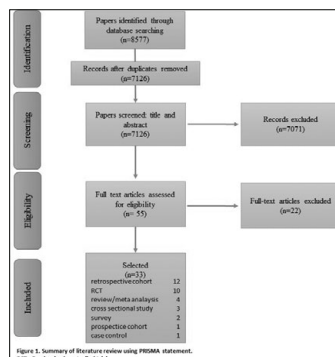 Identification
Papers identified through
database searching
(n=8577)
Records after duplicates removed
(n=7126)
Screening
Papers screened: title and
abstract
(n=7126)
Records excluded
(n=7071)
Eligibility
Full text articles assessed
for eligibility
(n= 55)
Full-text articles excluded
(n=22)
Included
Selected
(n=33)
retrospective cohort 12
RCT 10
review/meta analysis 4
cross sectional study 3
survey 2
prospectice cohort 1
case control 1
Figure 1. Summary of literature review using PRISMA statement.